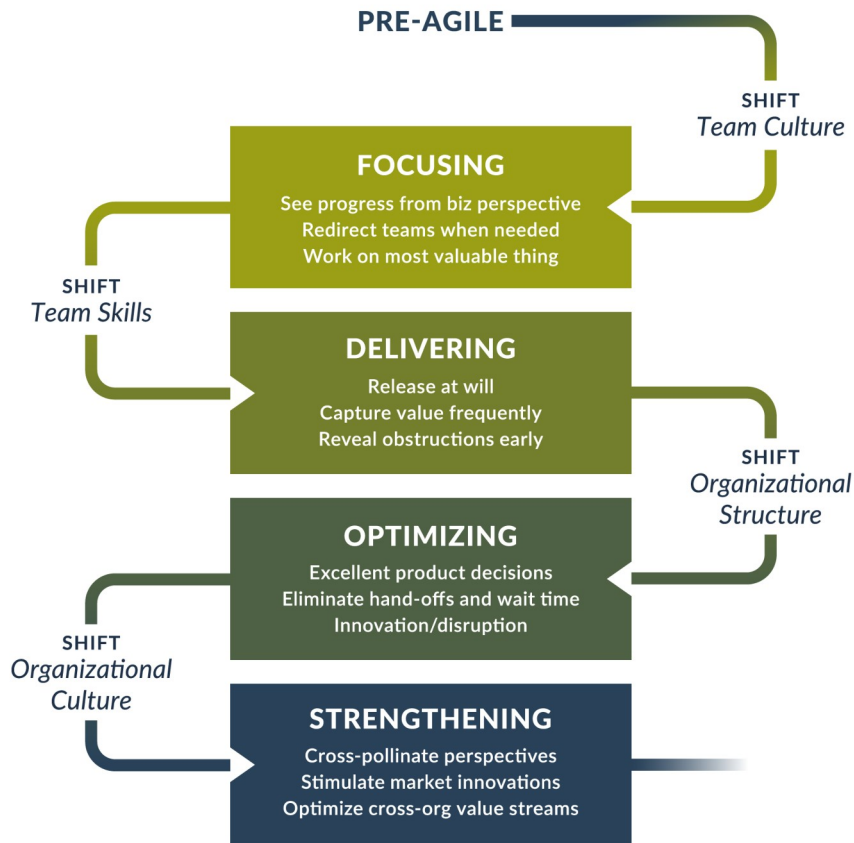 PRE-AGILE
SHIFT
Team Culture
FOCUSING
See progress from biz perspective
Redirect teams when needed
Work on most valuable thing
SHIFT
Team Skills
DELIVERING
Release at will
Capture value frequently
Reveal obstructions early
SHIFT
Organizational
Structure
OPTIMIZING
Excellent product decisions
Eliminate hand-offs and wait time
Innovation/disruption
SHIFT
Organizational
Culture
STRENGTHENING
Cross-pollinate perspectives
Stimulate market innovations
Optimize cross-org value streams